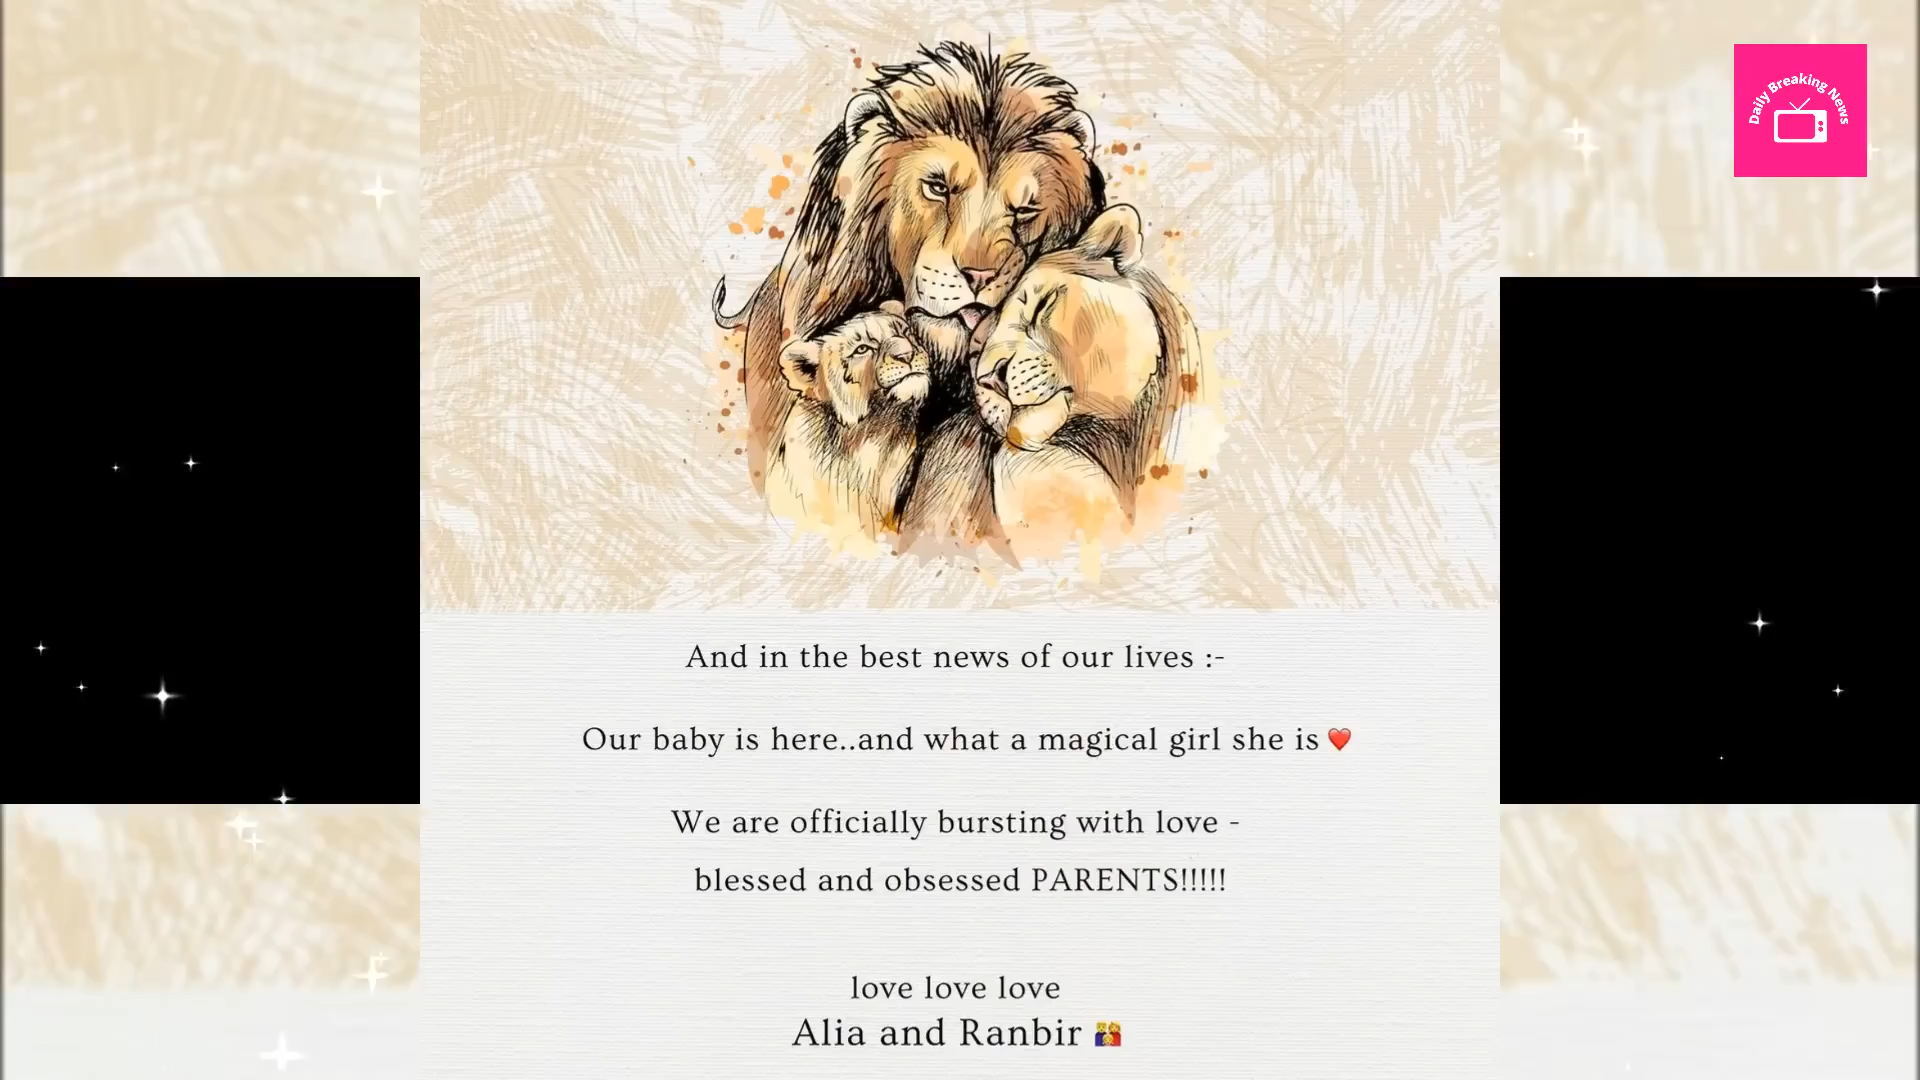 Daily Breaking News
And in the best news of our lives :-
Our baby is here..and what a magical girl she is ❤️
We are officially bursting with love -
blessed and obsessed PARENTS!!!!!
love love love
Alia and Ranbir 👩‍❤️‍👨